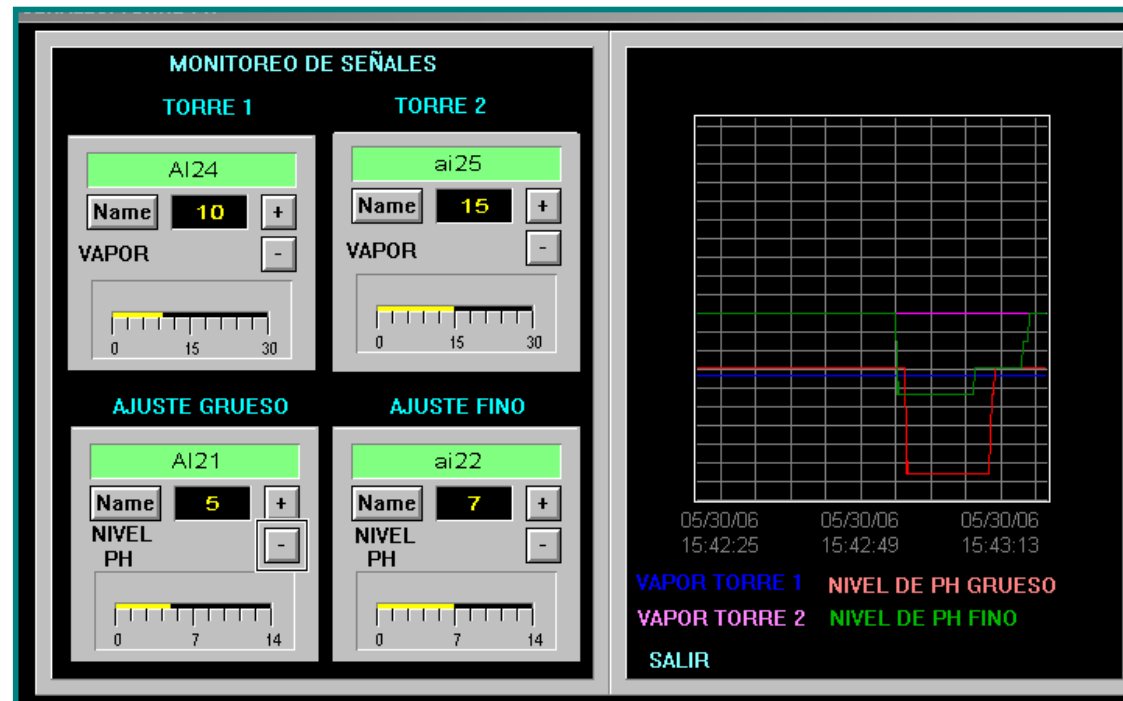 MONITOREO DE SEÑALES
TORRE 1
TORRE 2
AI24
Name 10 +
VAPOR -
0 15 30
ai25
Name 15 +
VAPOR -
0 15 30
AJUSTE GRUESO
AJUSTE FINO
AI21
Name 5 +
NIVEL
PH -
0 7 14
ai22
Name 7 +
NIVEL
PH -
0 7 14
05/30/06 05/30/06 05/30/06
15:42:25 15:42:49 15:43:13
VAPOR TORRE 1 NIVEL DE PH GRUESO
VAPOR TORRE 2 NIVEL DE PH FINO
SALIR